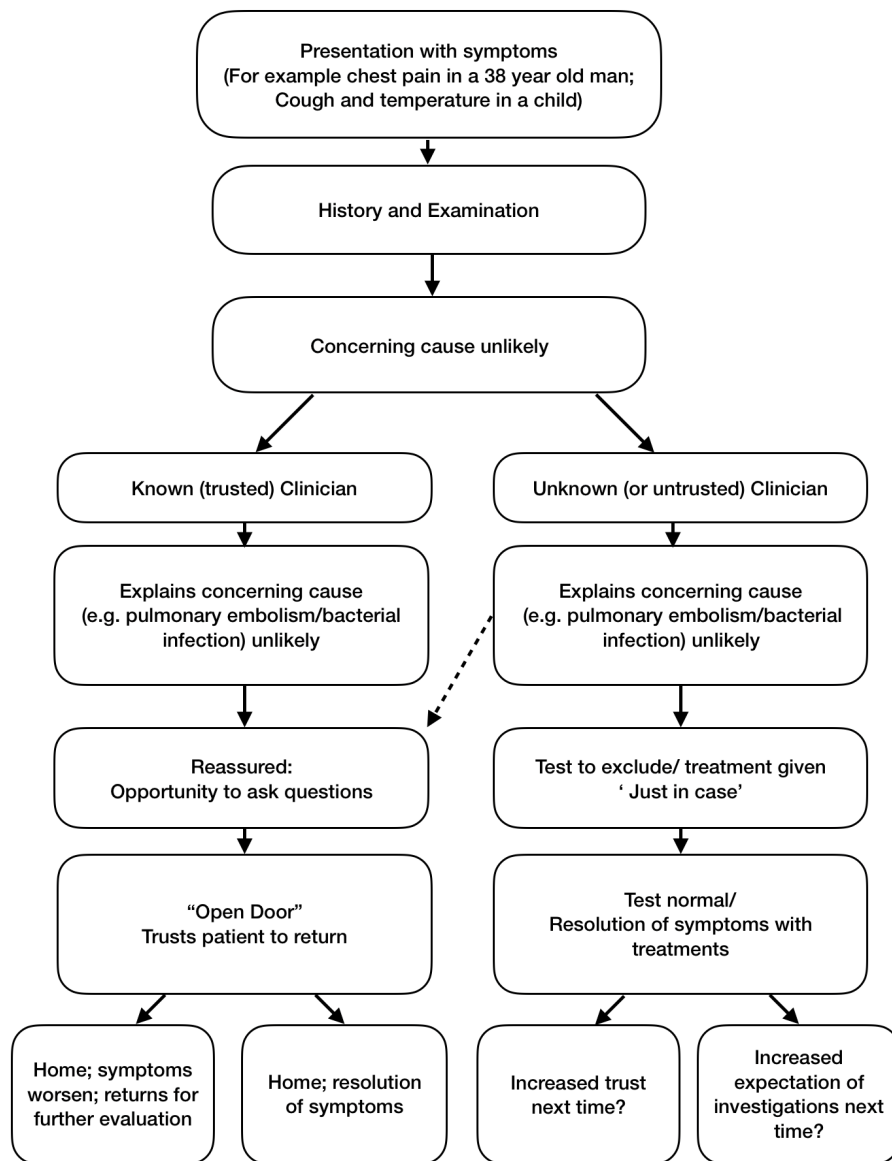 Presentation with symptoms
(For example chest pain in a 38 year old man;
Cough and temperature in a child)
History and Examination
Concerning cause unlikely
Known (trusted) Clinician
Unknown (or untrusted) Clinician
Explains concerning cause
(e.g. pulmonary embolism/bacterial
infection) unlikely
Explains concerning cause
(e.g. pulmonary embolism/bacterial
infection) unlikely
Reassured:
Opportunity to ask questions
Test to exclude/ treatment given
‘ Just in case’
“Open Door”
Trusts patient to return
Test normal/
Resolution of symptoms with
treatments
Home; symptoms
worsen; returns for
further evaluation
Home; resolution
of symptoms
Increased trust
next time?
Increased
expectation of
investigations next
time?